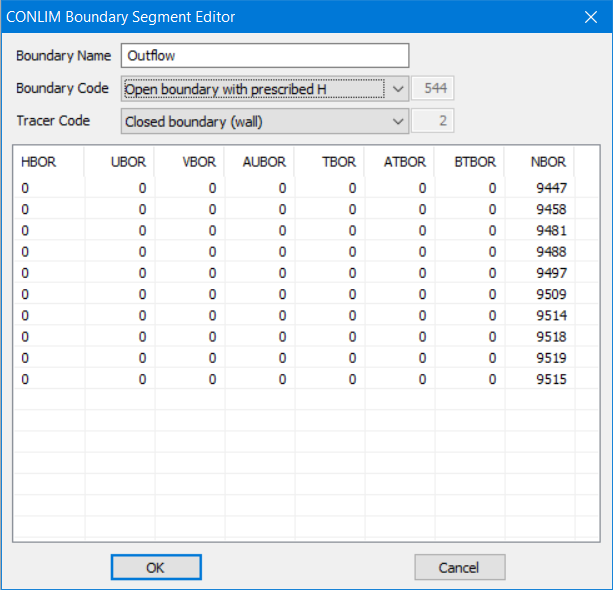 CONLIM Boundary Segment Editor
Boundary Name Outflow
Boundary Code Open boundary with prescribed H 544
Tracer Code Closed boundary (wall) 2
HBOR UBOR VBOR AUBOR TBOR ATBOR BTBOR NBOR
0 0 0 0 0 0 0 9447
0 0 0 0 0 0 0 9458
0 0 0 0 0 0 0 9481
0 0 0 0 0 0 0 9488
0 0 0 0 0 0 0 9497
0 0 0 0 0 0 0 9509
0 0 0 0 0 0 0 9514
0 0 0 0 0 0 0 9518
0 0 0 0 0 0 0 9519
0 0 0 0 0 0 0 9515
OK Cancel